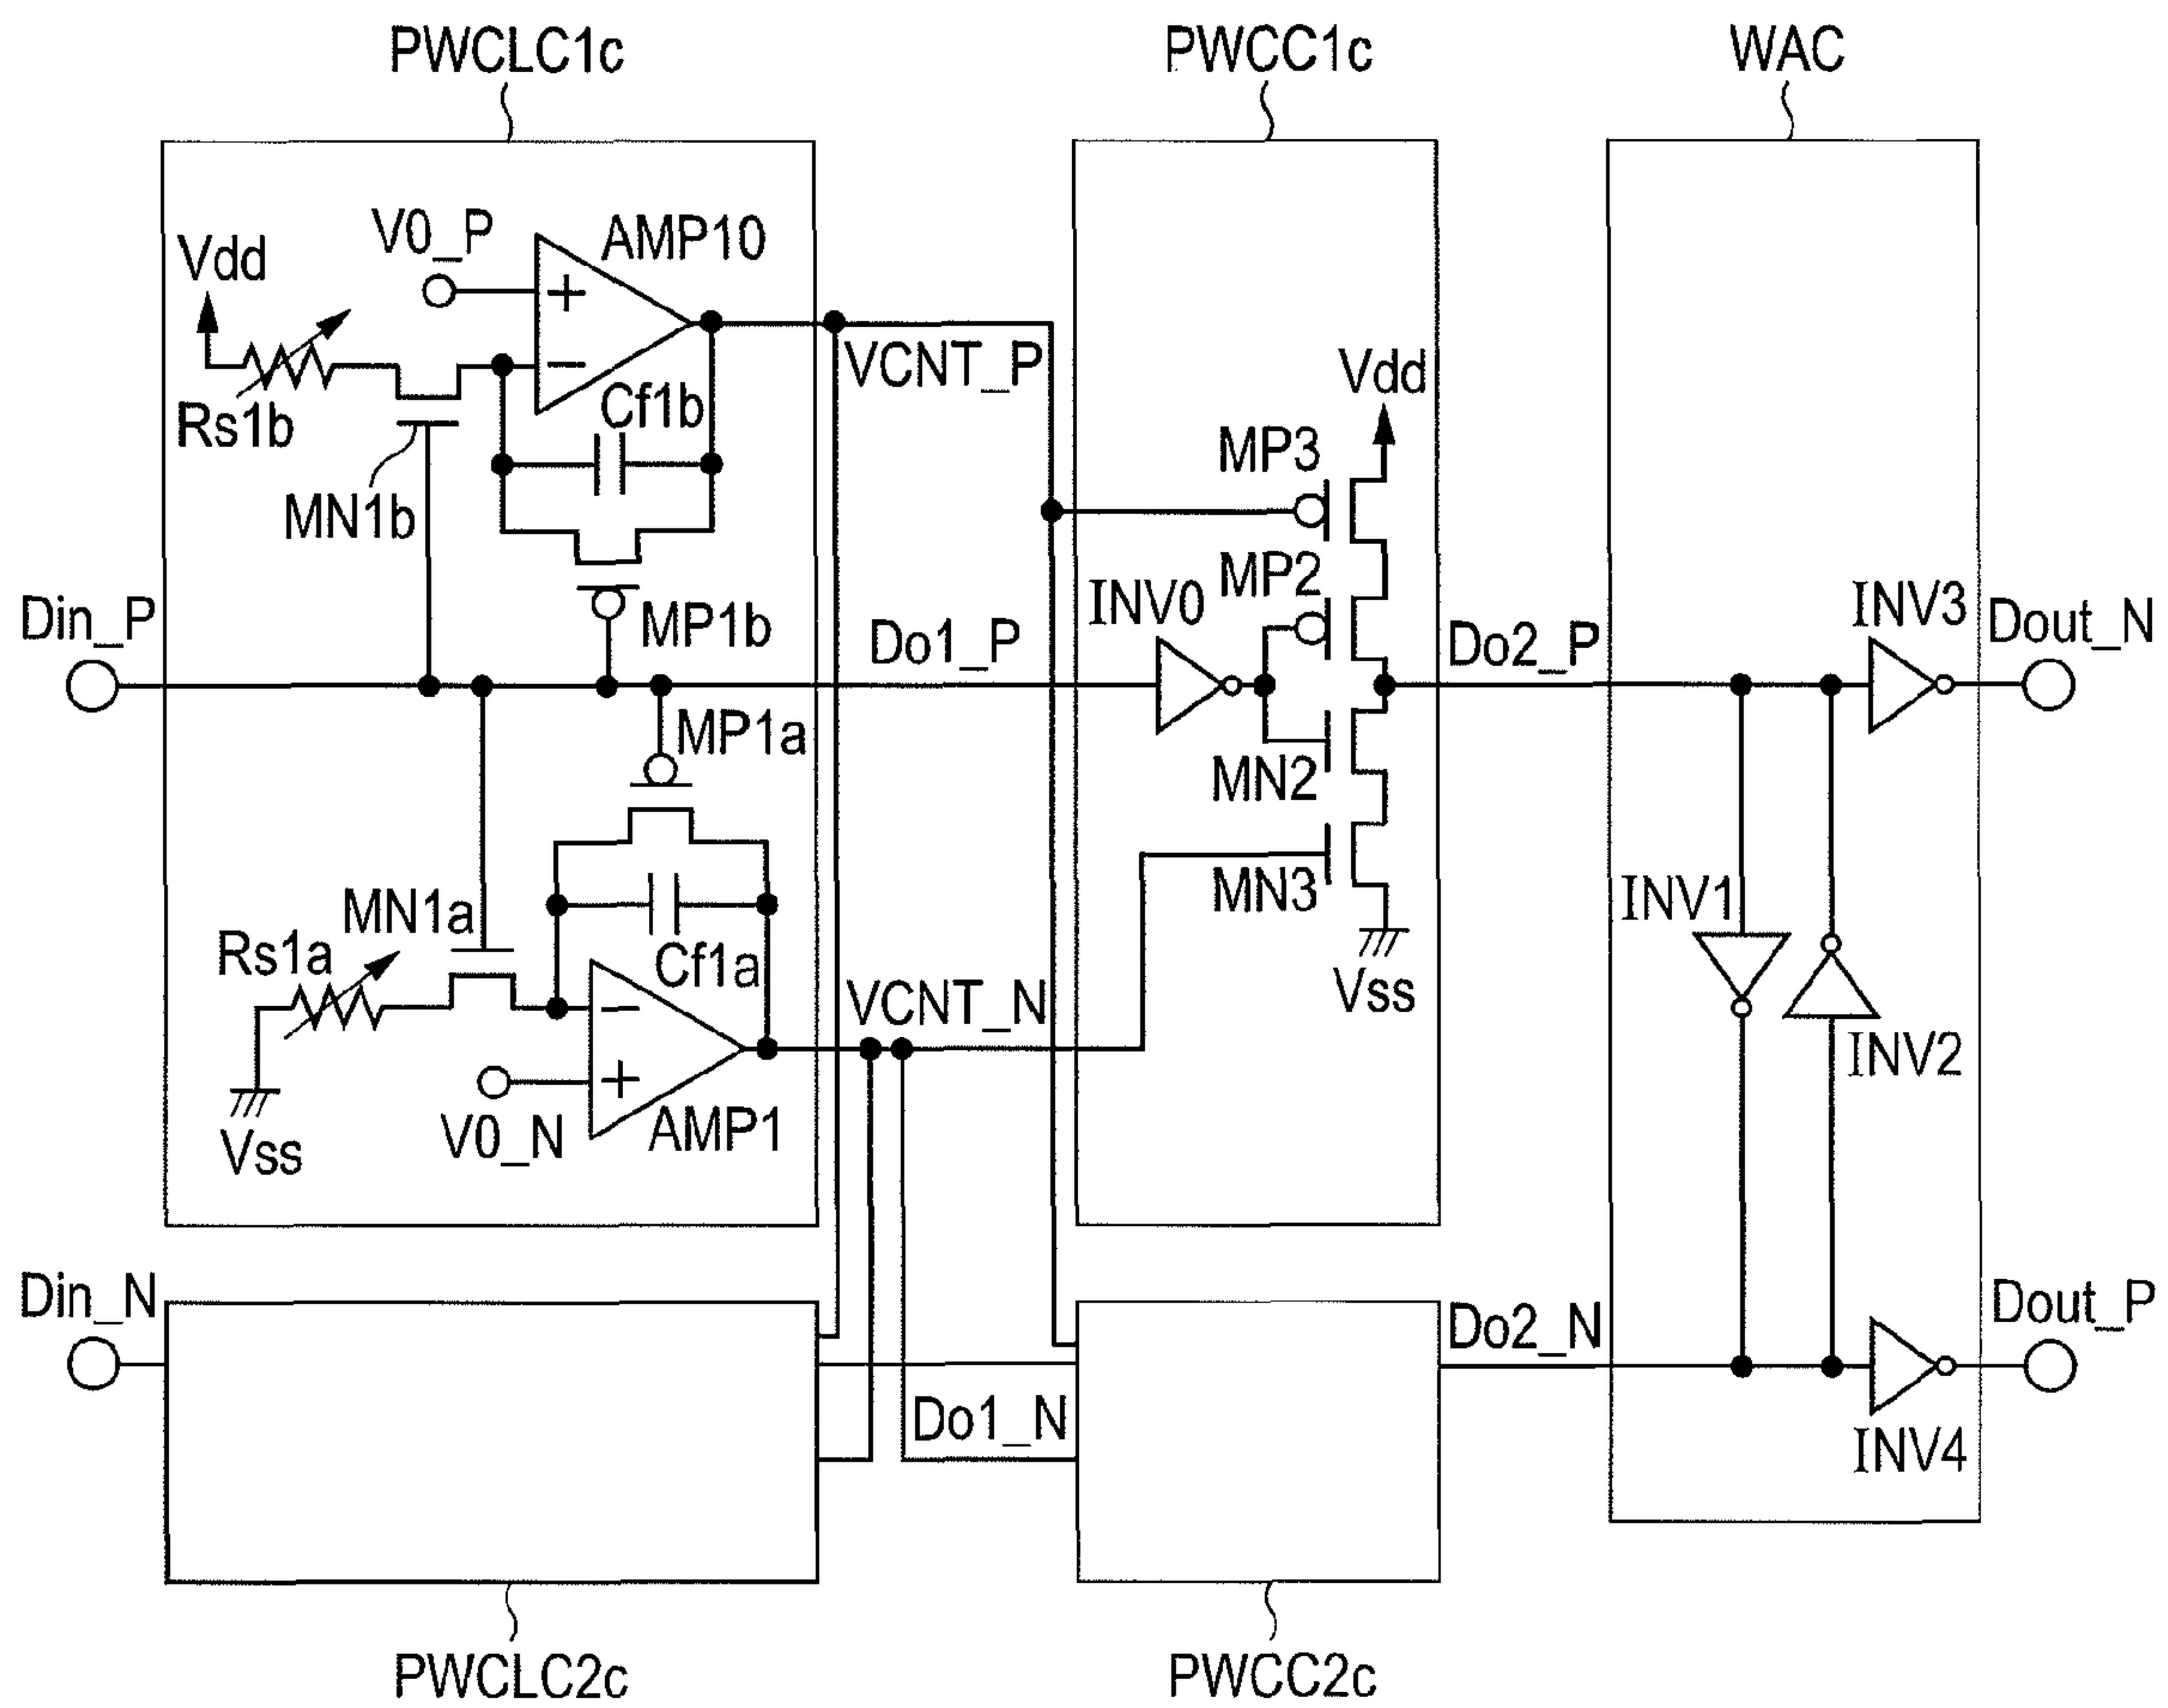 PWCLC1c
PWCC1c
WAC
V0_P
AMP10
Vdd
+
−
VCNT_P
Vdd
Cf1b
Rs1b
MP3
MN1b
MP2
INV0
INV3
Din_P
MP1b
Do1_P
Do2_P
Dout_N
MP1a
MN2
MN1a
MN3
INV1
Rs1a
Cf1a
VCNT_N
Vss
−
INV2
+
V0_N
AMP1
Vss
Din_N
Do2_N
Dout_P
Do1_N
INV4
PWCLC2c
PWCC2c